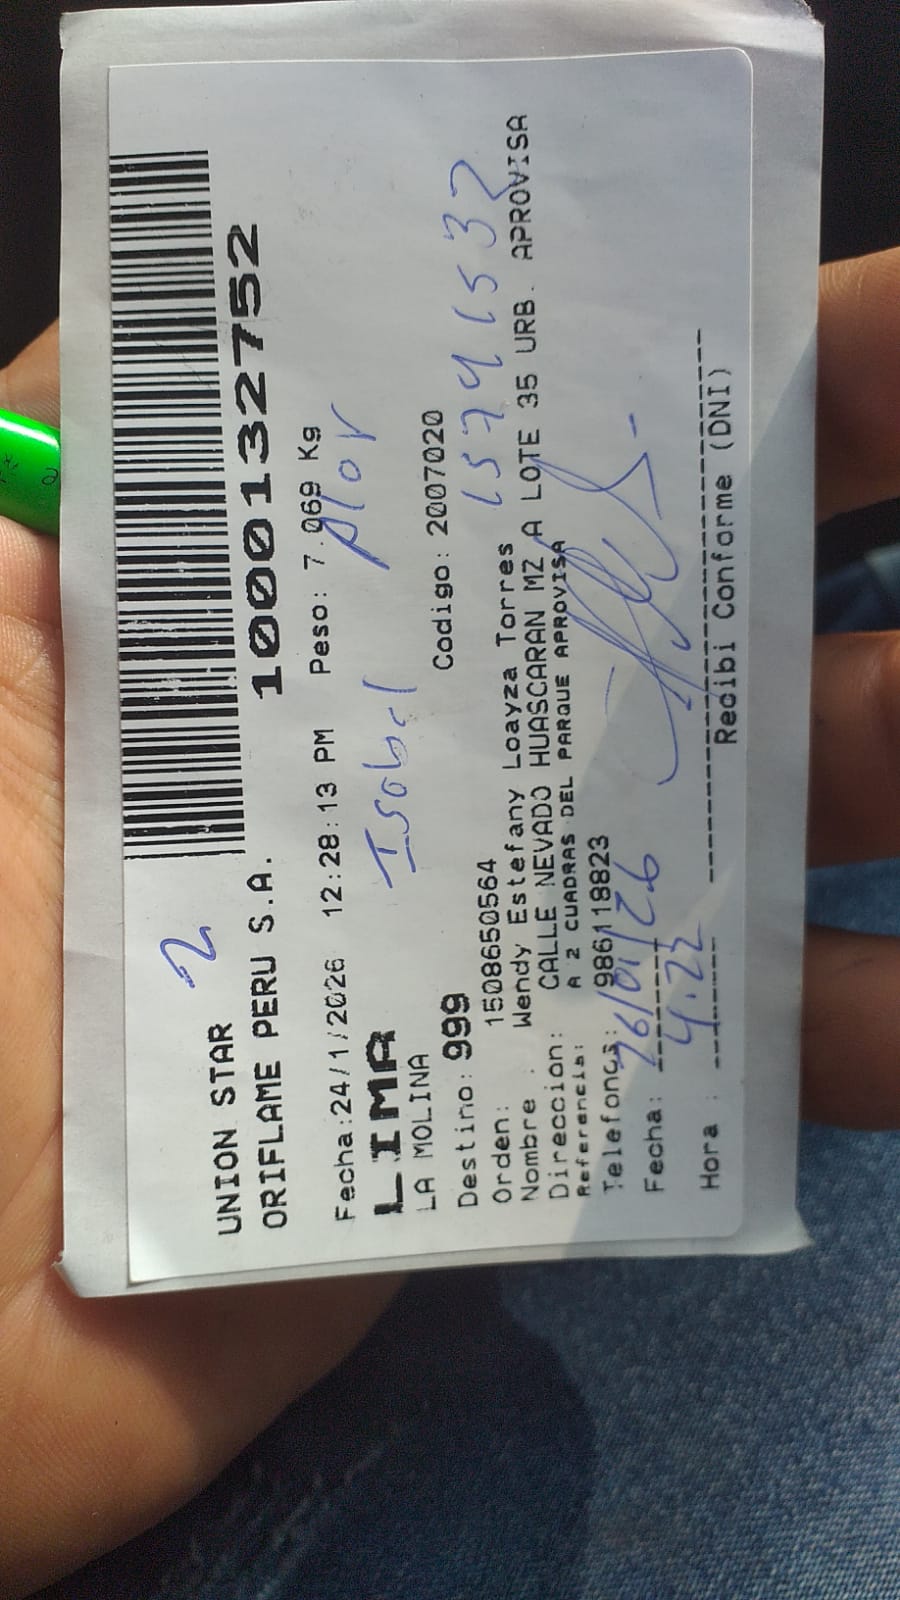 2
UNION STAR
ORIFLAME PERU S.A. 1000132752
Fecha:24/1/2026 12:28:13 PM Peso: 7.069 Kg
LIMA Isabel
LA MOLINA
Destino: 999 Codigo: 2007020
Orden: 1508650564
Nombre : Wendy Estefany Loayza Torres
Direccion: CALLE NEVADO HUASCARAN MZ A LOTE 35 URB. APROVISA
Referencia: A 2 CUADRAS DEL PARQUE APROVISA
Telefonos: 986118823
Fecha: 26/01/26
Hora : 4:22
Recibi Conforme (DNI)